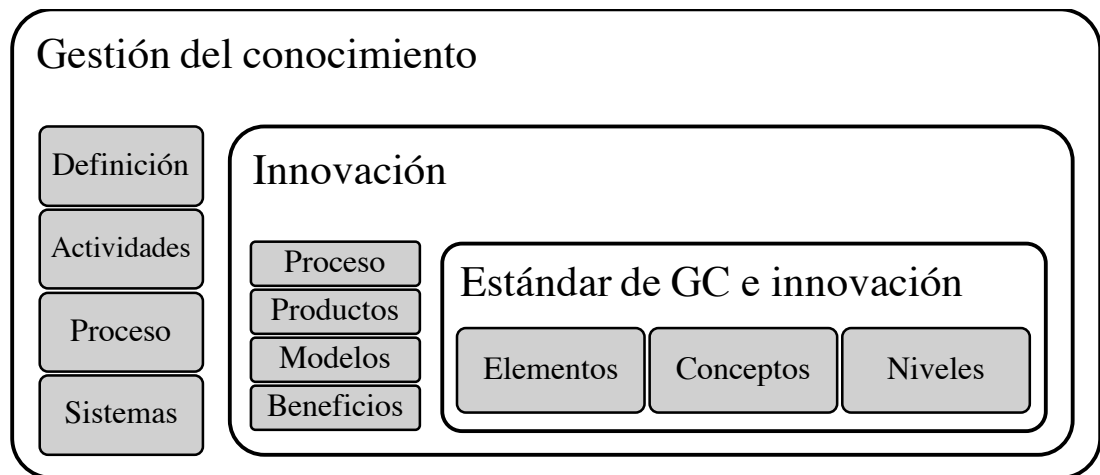 Gestión del conocimiento
Definición
Actividades
Proceso
Sistemas
Innovación
Proceso
Productos
Modelos
Beneficios
Estándar de GC e innovación
Elementos
Conceptos
Niveles